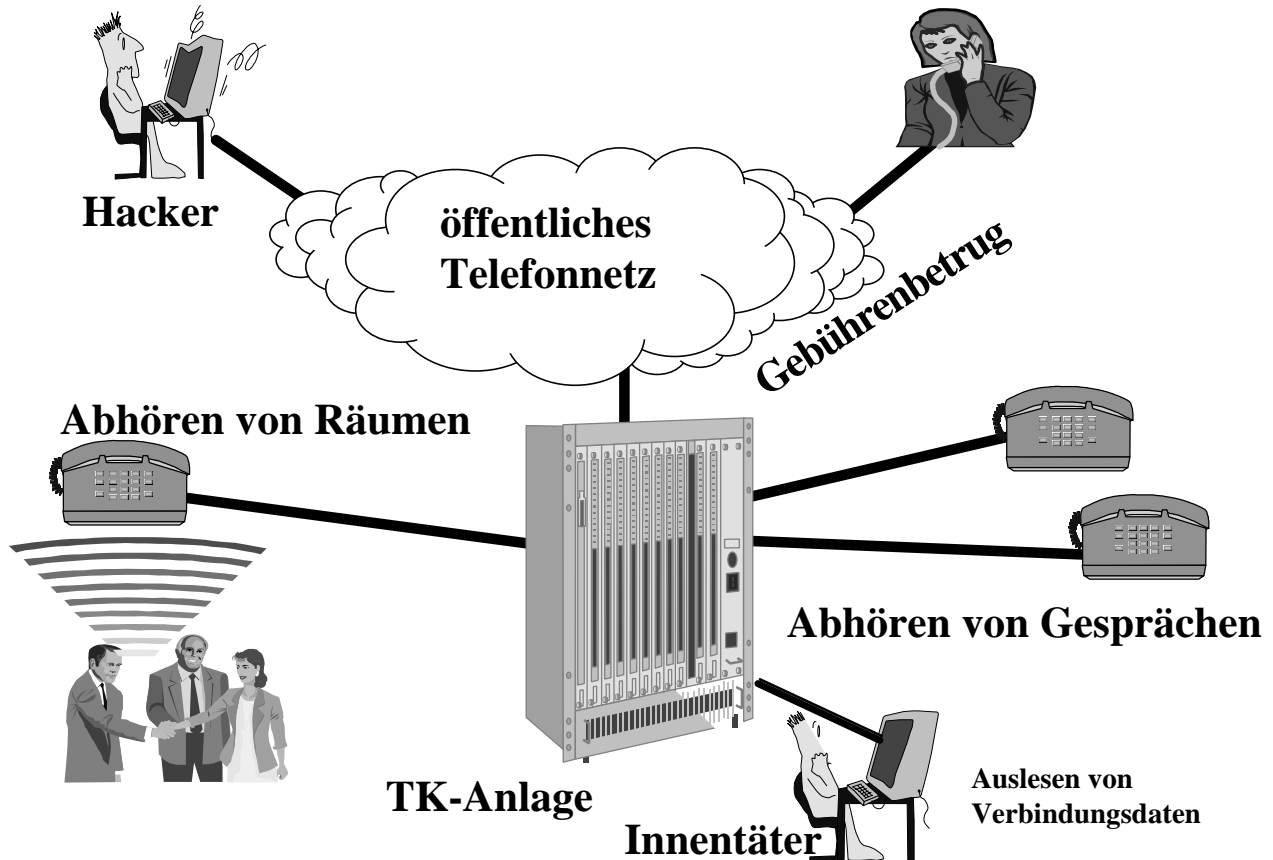 Hacker
öffentliches
Telefonnetz
Gebührenbetrug
Abhören von Räumen
Abhören von Gesprächen
TK-Anlage
Auslesen von
Verbindungsdaten
Innentäter